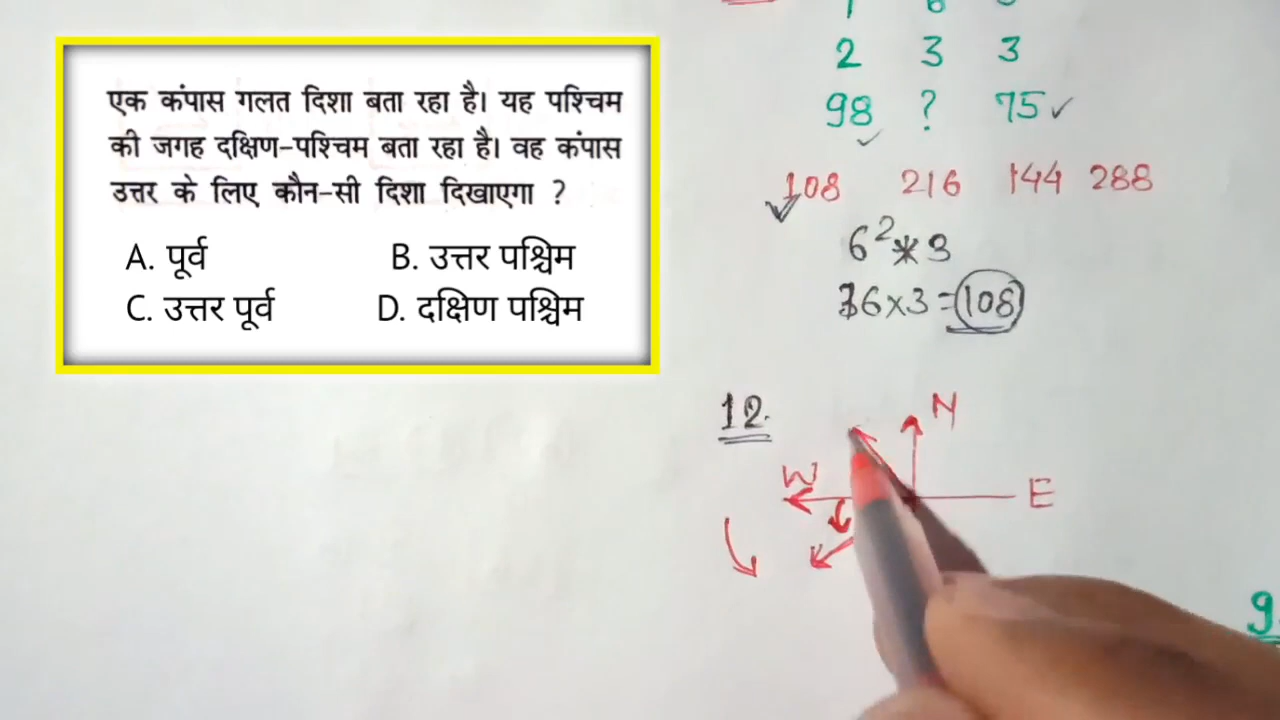 एक कंपास गलत दिशा बता रहा है। यह पश्चिम
की जगह दक्षिण-पश्चिम बता रहा है। वह कंपास
उत्तर के लिए कौन-सी दिशा दिखाएगा ?
A. पूर्व B. उत्तर पश्चिम
C. उत्तर पूर्व D. दक्षिण पश्चिम
2 3 3
98 ? 75
108 216 144 288
6²*3
36x3=108
12.
N
W
E
9.